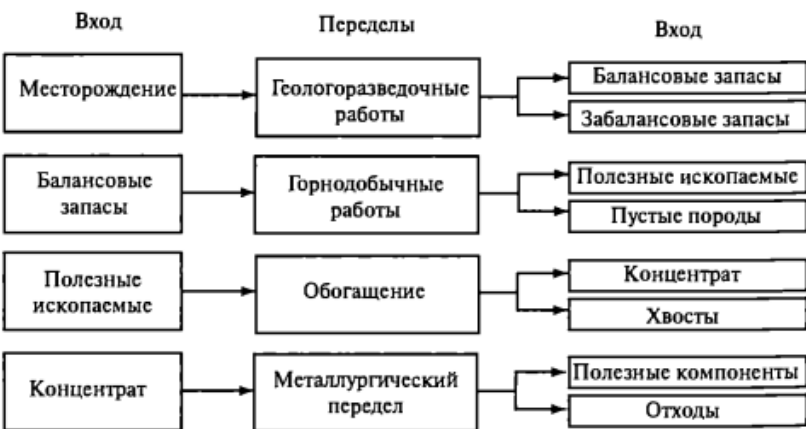 Вход
Переделы
Вход
Месторождение
Геологоразведочные
работы
Балансовые запасы
Забалансовые запасы
Балансовые
запасы
Горнодобычные
работы
Полезные ископаемые
Пустые породы
Полезные
ископаемые
Обогащение
Концентрат
Хвосты
Концентрат
Металлургический
передел
Полезные компоненты
Отходы